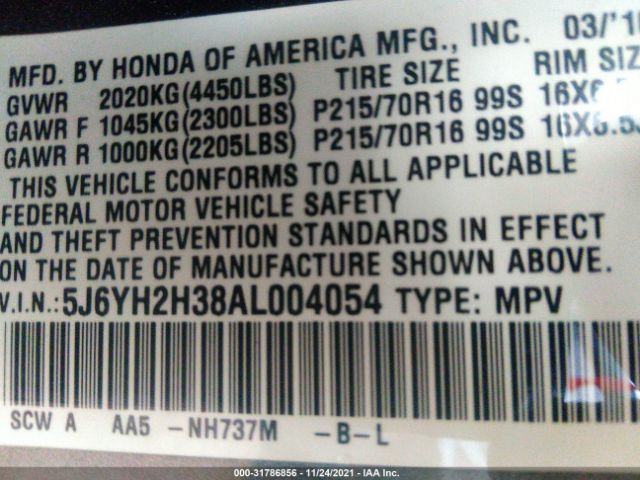 MFD. BY HONDA OF AMERICA MFG., INC. 03/'10
GVWR 2020KG(4450LBS) TIRE SIZE RIM SIZ
GAWR F 1045KG(2300LBS) P215/70R16 99S 16X6.
GAWR R 1000KG(2205LBS) P215/70R16 99S 16X6.5J
THIS VEHICLE CONFORMS TO ALL APPLICABLE
FEDERAL MOTOR VEHICLE SAFETY
AND THEFT PREVENTION STANDARDS IN EFFECT
ON THE DATE OF MANUFACTURE SHOWN ABOVE.
V.I.N.:5J6YH2H38AL004054 TYPE: MPV
SCW A AA5 -NH737M -B-L
000-31786856 - 11/24/2021 - IAA Inc.